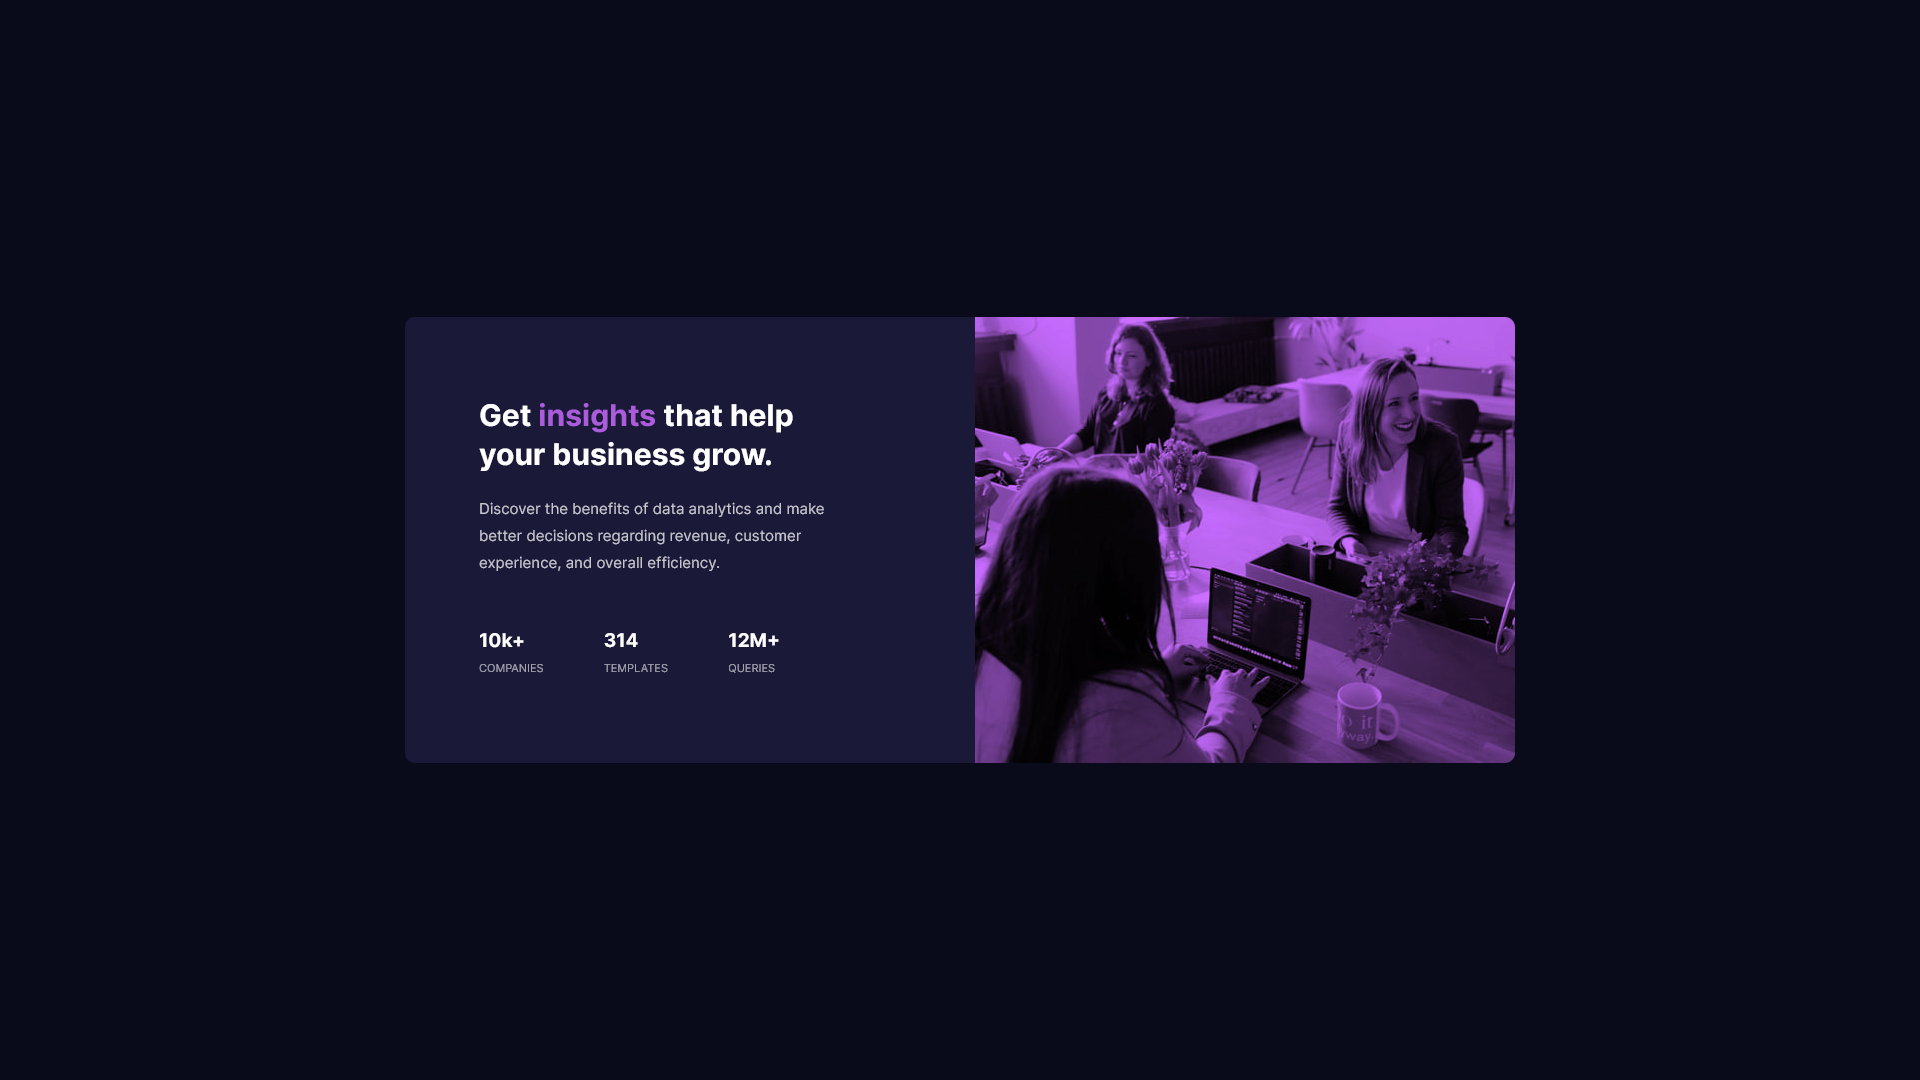 Get insights that help
your business grow.
Discover the benefits of data analytics and make
better decisions regarding revenue, customer
experience, and overall efficiency.
10k+ 314 12M+
COMPANIES TEMPLATES QUERIES